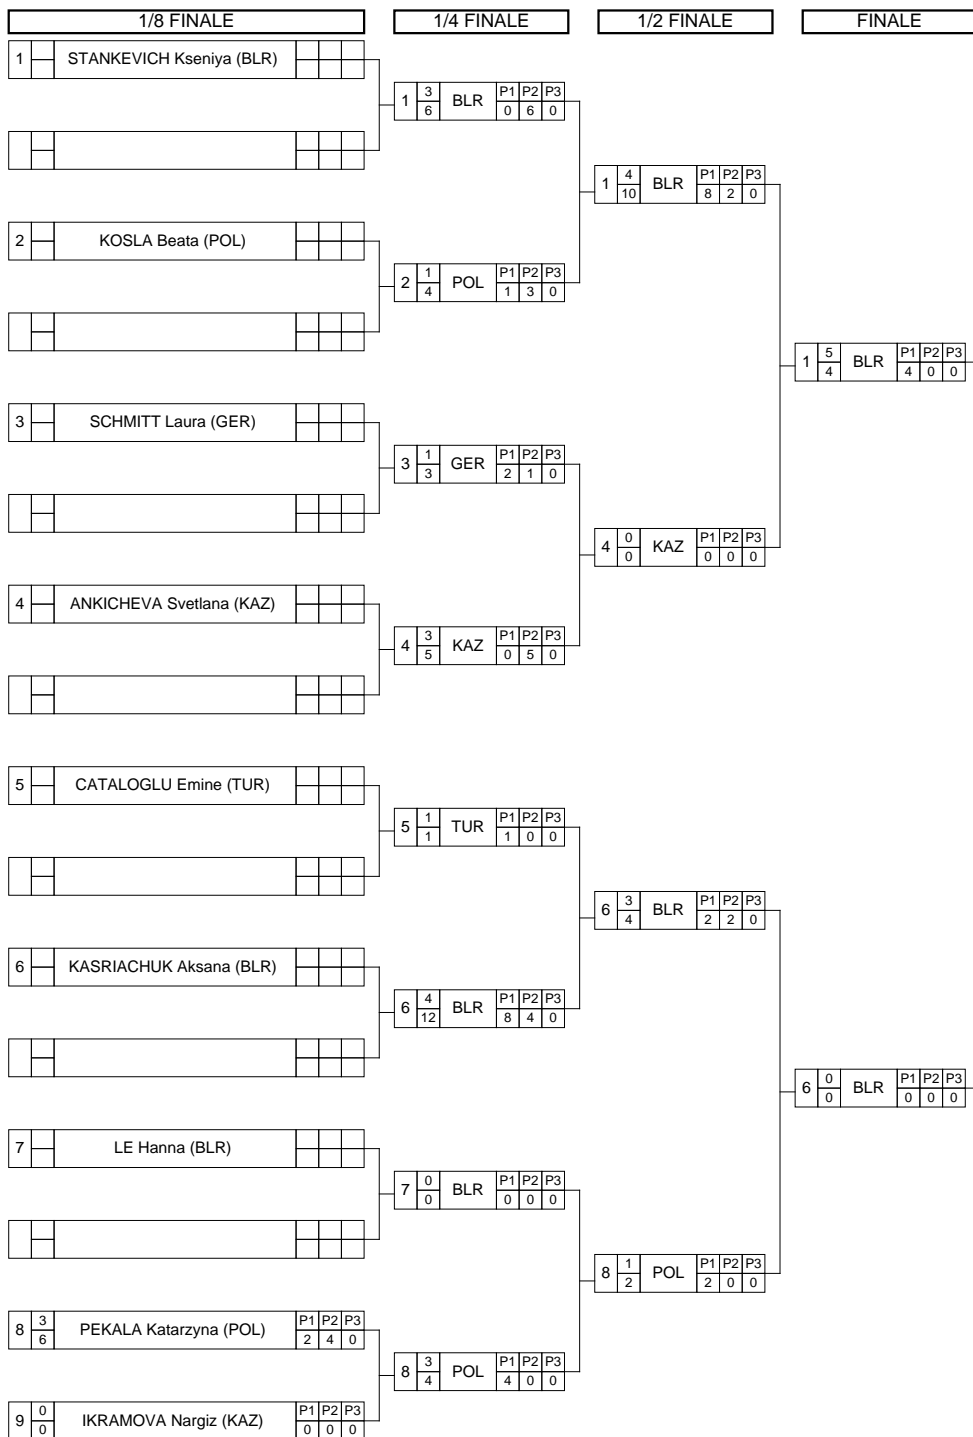 1/8 FINALE 1/4 FINALE 1/2 FINALE FINALE
1 STANKEVICH Kseniya (BLR)
1 3 6 BLR P1 P2 P3 0 6 0
1 4 10 BLR P1 P2 P3 8 2 0
2 KOSLA Beata (POL)
2 1 4 POL P1 P2 P3 1 3 0
1 5 4 BLR P1 P2 P3 4 0 0
3 SCHMITT Laura (GER)
3 1 3 GER P1 P2 P3 2 1 0
4 0 0 KAZ P1 P2 P3 0 0 0
4 ANKICHEVA Svetlana (KAZ)
4 3 5 KAZ P1 P2 P3 0 5 0
5 CATALOGLU Emine (TUR)
5 1 1 TUR P1 P2 P3 1 0 0
6 3 4 BLR P1 P2 P3 2 2 0
6 KASRIACHUK Aksana (BLR)
6 4 12 BLR P1 P2 P3 8 4 0
6 0 0 BLR P1 P2 P3 0 0 0
7 LE Hanna (BLR)
7 0 0 BLR P1 P2 P3 0 0 0
8 1 2 POL P1 P2 P3 2 0 0
8 3 6 PEKALA Katarzyna (POL) P1 P2 P3 2 4 0
8 3 4 POL P1 P2 P3 4 0 0
9 0 0 IKRAMOVA Nargiz (KAZ) P1 P2 P3 0 0 0